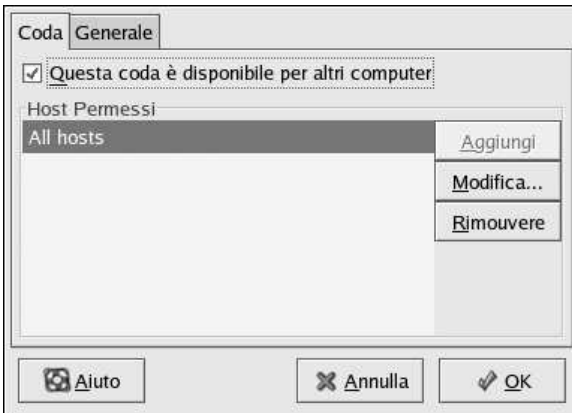 Coda Generale
Questa coda è disponibile per altri computer
Host Permessi
All hosts
Aggiungi
Modifica...
Rimouvere
Aiuto Annulla OK